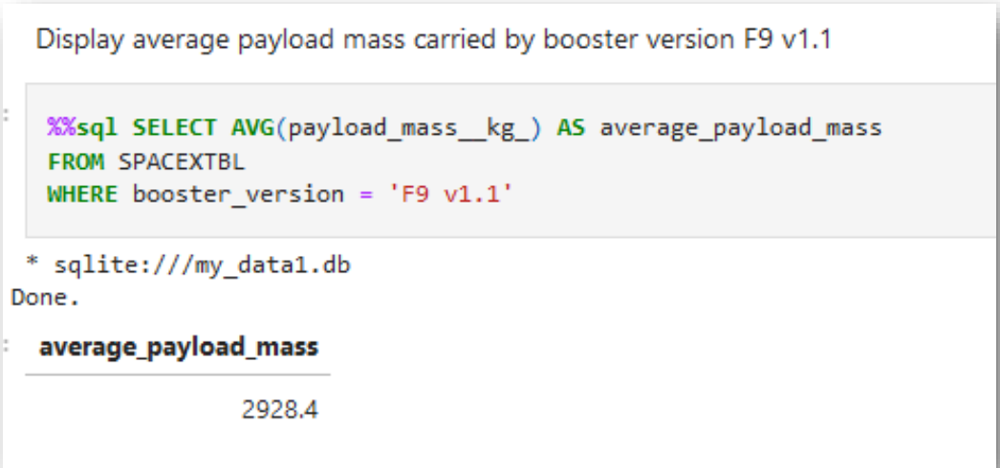 Display average payload mass carried by booster version F9 v1.1
%%sql SELECT AVG(payload_mass__kg_) AS average_payload_mass
FROM SPACEXTBL
WHERE booster_version = 'F9 v1.1'
* sqlite:///my_data1.db
Done.
average_payload_mass
2928.4